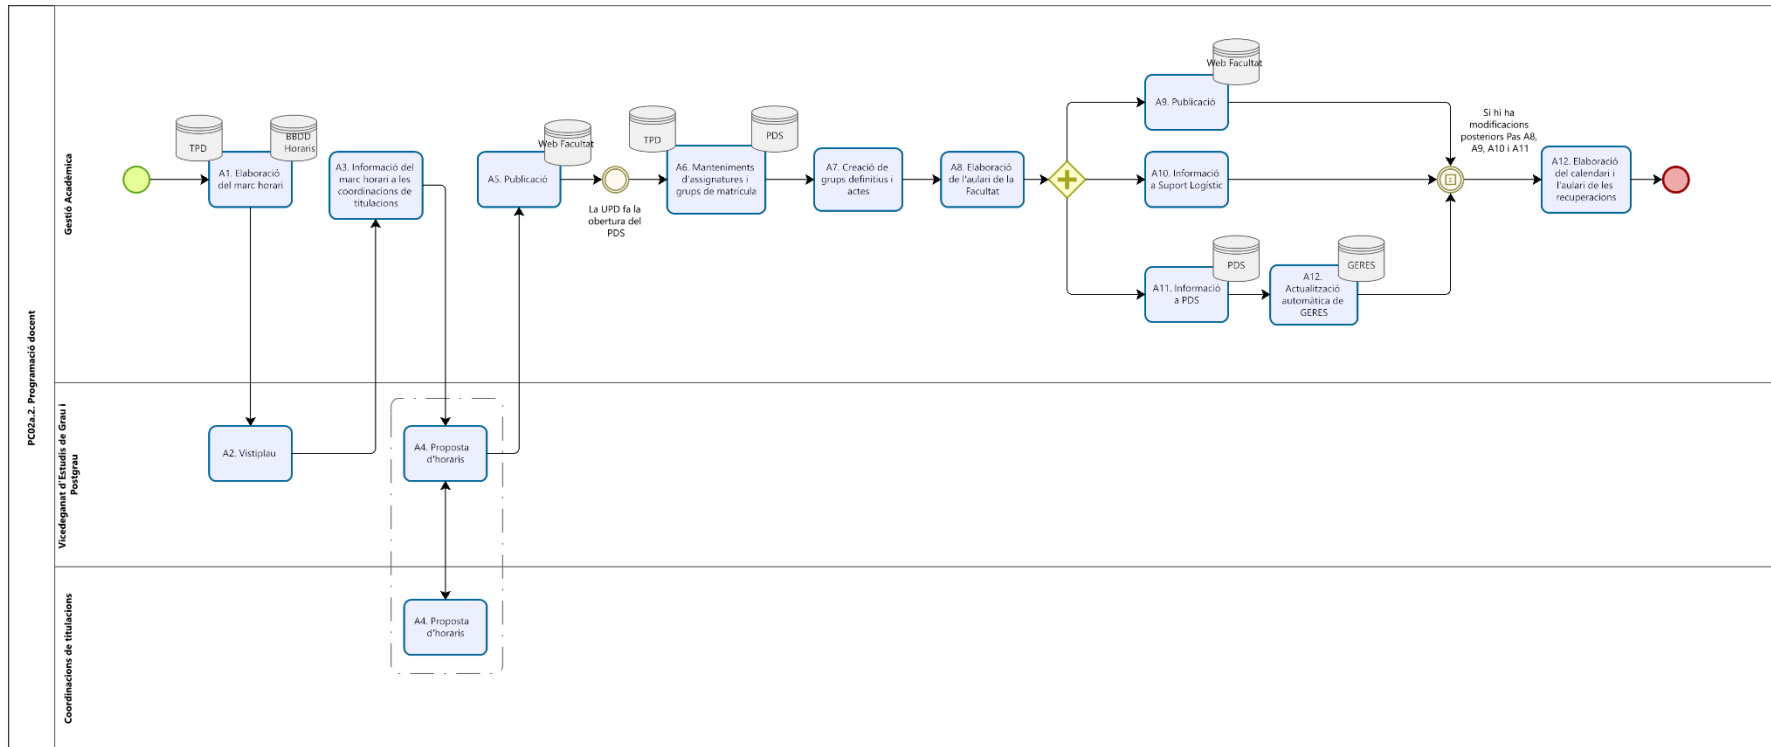 PC02a.2. Programació docent
Gestió Acadèmica
TPD
BBDD
Horaris
A1. Elaboració
del marc horari
A3. Informació del
marc horari a les
coordinacions de
titulacions
Web Facultat
A5. Publicació
La UPD fa la
obertura del
PDS
TPD
PDS
A6. Manteniments
d'assignatures i
grups de matrícula
A7. Creació de
grups definitius i
actes
A8. Elaboració
de l'aulari de la
Facultat
Web Facultat
A9. Publicació
A10. Informació
a Suport Logístic
PDS
A11. Informació
a PDS
GERES
A12.
Actualització
automàtica de
GERES
Si hi ha
modificacions
posteriors Pas A8,
A9, A10 i A11
A12. Elaboració
del calendari i
l'aulari de les
recuperacions
Vicedeganat d'Estudis de Grau i
Postgrau
A2. Vistiplau
A4. Proposta
d'horaris
Coordinacions de titulacions
A4. Proposta
d'horaris